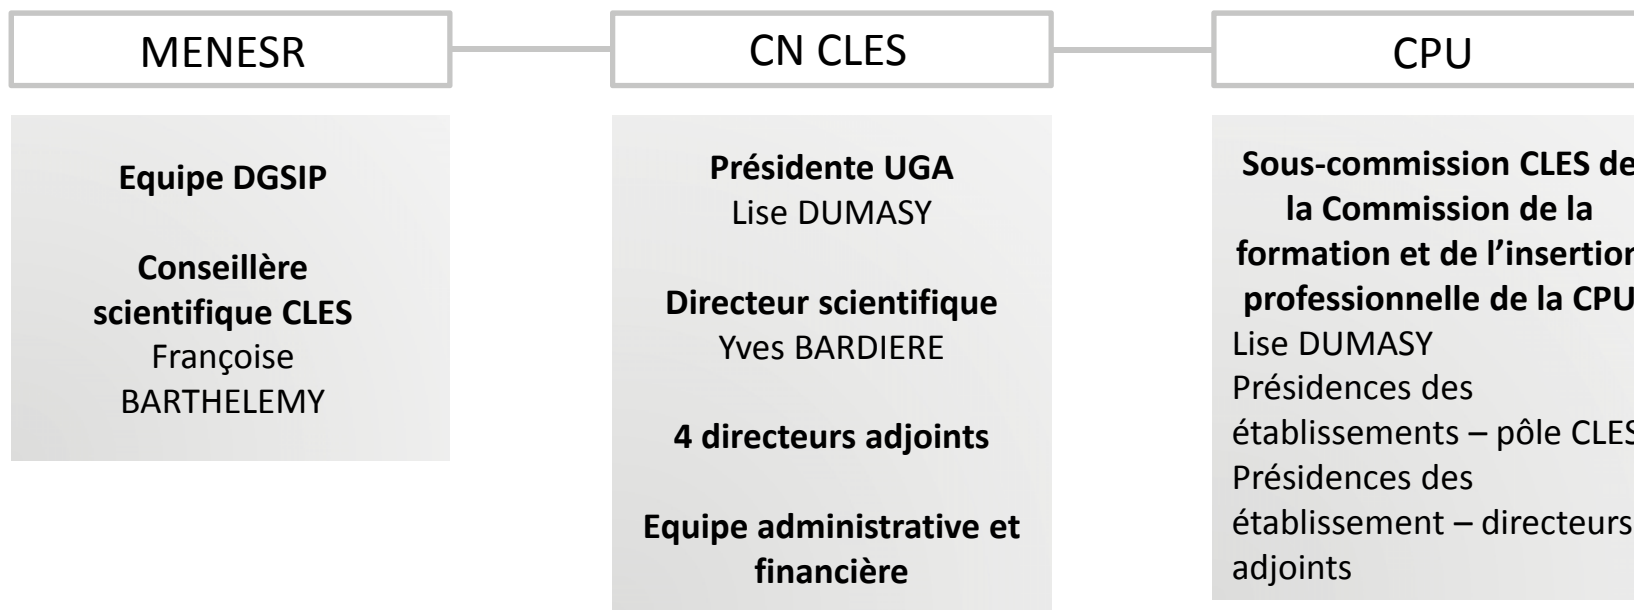 MENESR
Equipe DGSIP
Conseillère
scientifique CLES
Françoise
BARTHELEMY
CN CLES
Présidente UGA
Lise DUMASY
Directeur scientifique
Yves BARDIERE
4 directeurs adjoints
Equipe administrative et
financière
CPU
Sous-commission CLES de
la Commission de la
formation et de l’insertion
professionnelle de la CPU
Lise DUMASY
Présidences des
établissements – pôle CLES
Présidences des
établissement – directeurs
adjoints